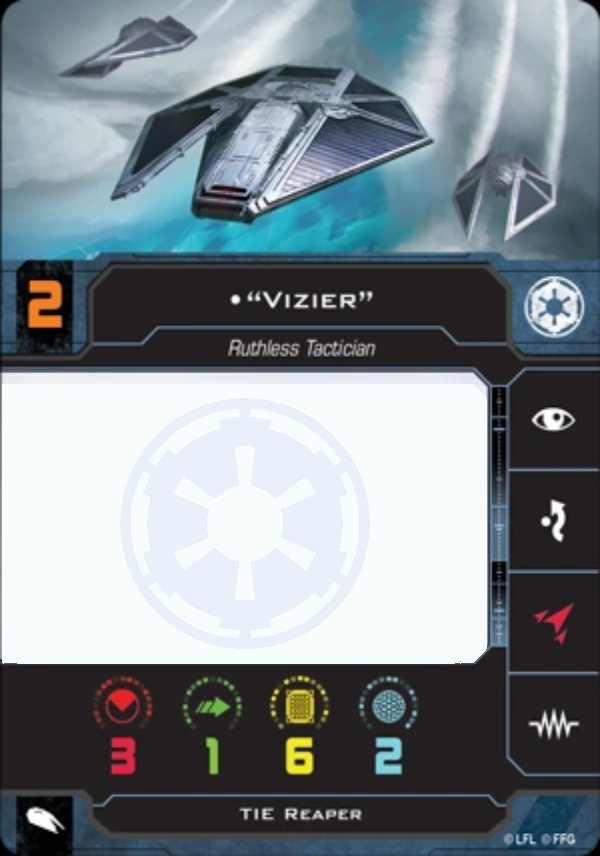 2
•“Vizier”
Ruthless Tactician
3 1 6 2
TIE Reaper
©LFL ©FFG